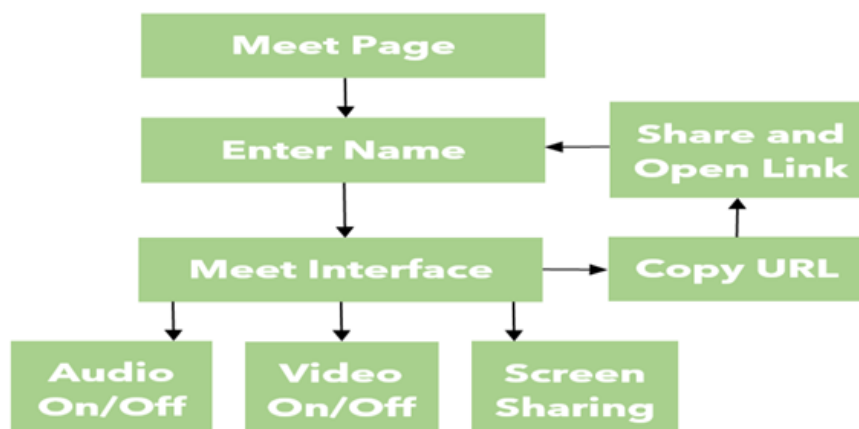 Meet Page
Enter Name
Share and
Open Link
Meet Interface
Copy URL
Audio
On/Off
Video
On/Off
Screen
Sharing